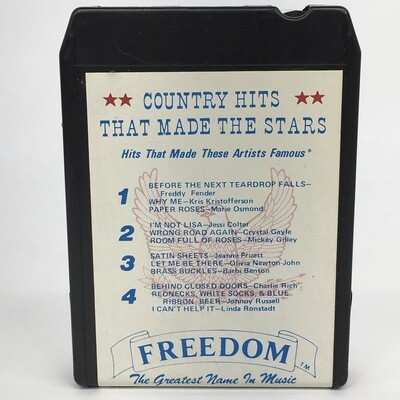 ★★ COUNTRY HITS ★★
THAT MADE THE STARS
Hits That Made These Artists Famous*
1 BEFORE THE NEXT TEARDROP FALLS—
Freddy Fender
WHY ME—Kris Kristofferson
PAPER ROSES—Marie Osmond
2 I'M NOT LISA—Jessi Colter
WRONG ROAD AGAIN—Crystal Gayle
ROOM FULL OF ROSES—Mickey Gilley
3 SATIN SHEETS—Jeanne Pruett
LET ME BE THERE—Olivia Newton-John
BRASS BUCKLES—Barbi Benton
4 BEHIND CLOSED DOORS—Charlie Rich
REDNECKS, WHITE SOCKS, & BLUE
RIBBON BEER—Johnny Russell
I CAN'T HELP IT—Linda Ronstadt
FREEDOM TM
The Greatest Name In Music